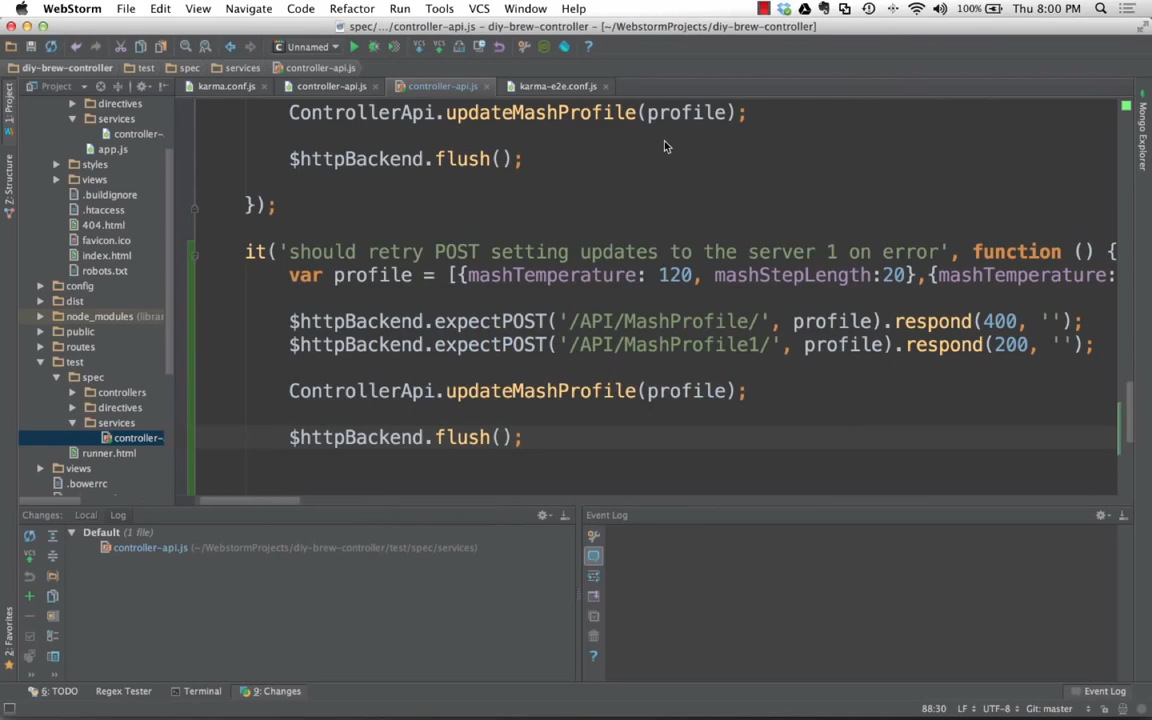 WebStorm File Edit View Navigate Code Refactor Run Tools VCS Window Help 100% Thu 8:00 PM
spec/.../controller-api.js - diy-brew-controller - [~/WebstormProjects/diy-brew-controller]
Unnamed
diy-brew-controller test spec services controller-api.js
Project karma.conf.js controller-api.js controller-api.js karma-e2e.conf.js
1: Project
Z: Structure
2: Favorites
Mongo Explorer
directives
services
controller-
app.js
styles
views
.buildignore
.htaccess
404.html
favicon.ico
index.html
robots.txt
config
dist
node_modules (librar
public
routes
test
spec
controllers
directives
services
controller-
runner.html
views
.bowerrc
ControllerApi.updateMashProfile(profile);
$httpBackend.flush();
});
it('should retry POST setting updates to the server 1 on error', function () {
var profile = [{mashTemperature: 120, mashStepLength:20},{mashTemperature:
$httpBackend.expectPOST('/API/MashProfile/', profile).respond(400, '');
$httpBackend.expectPOST('/API/MashProfile1/', profile).respond(200, '');
ControllerApi.updateMashProfile(profile);
$httpBackend.flush();
Changes: Local Log
Default (1 file)
controller-api.js (~/WebstormProjects/diy-brew-controller/test/spec/services)
Event Log
6: TODO Regex Tester Terminal 9: Changes Event Log
88:30 LF UTF-8 Git: master